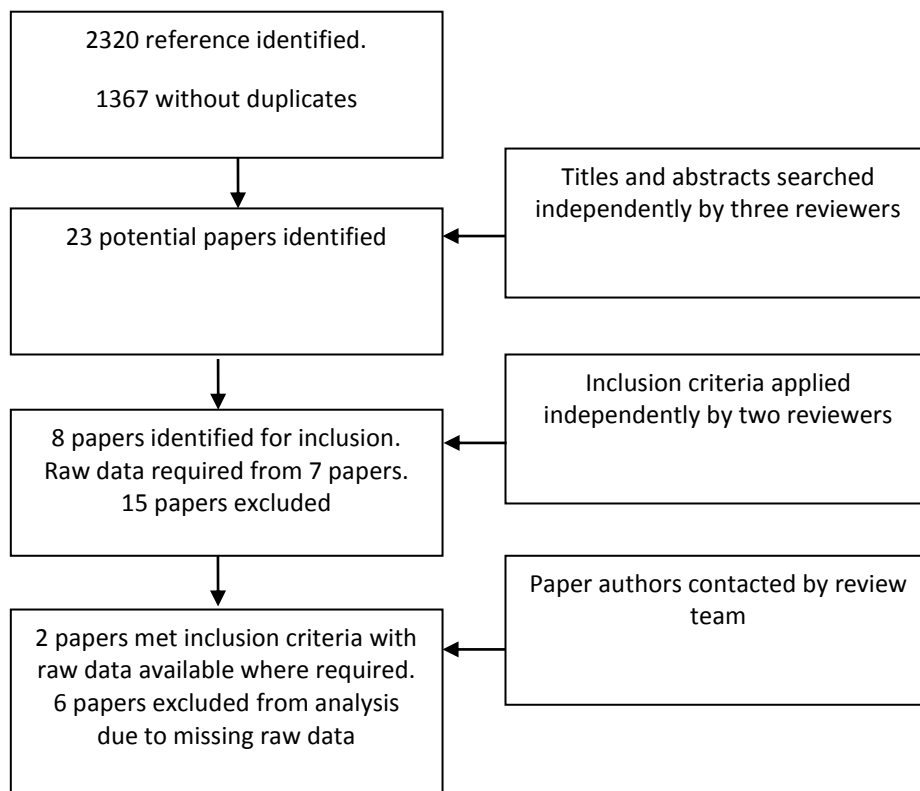 2320 reference identified.
1367 without duplicates
Titles and abstracts searched
independently by three reviewers
23 potential papers identified
Inclusion criteria applied
independently by two reviewers
8 papers identified for inclusion.
Raw data required from 7 papers.
15 papers excluded
Paper authors contacted by review
team
2 papers met inclusion criteria with
raw data available where required.
6 papers excluded from analysis
due to missing raw data